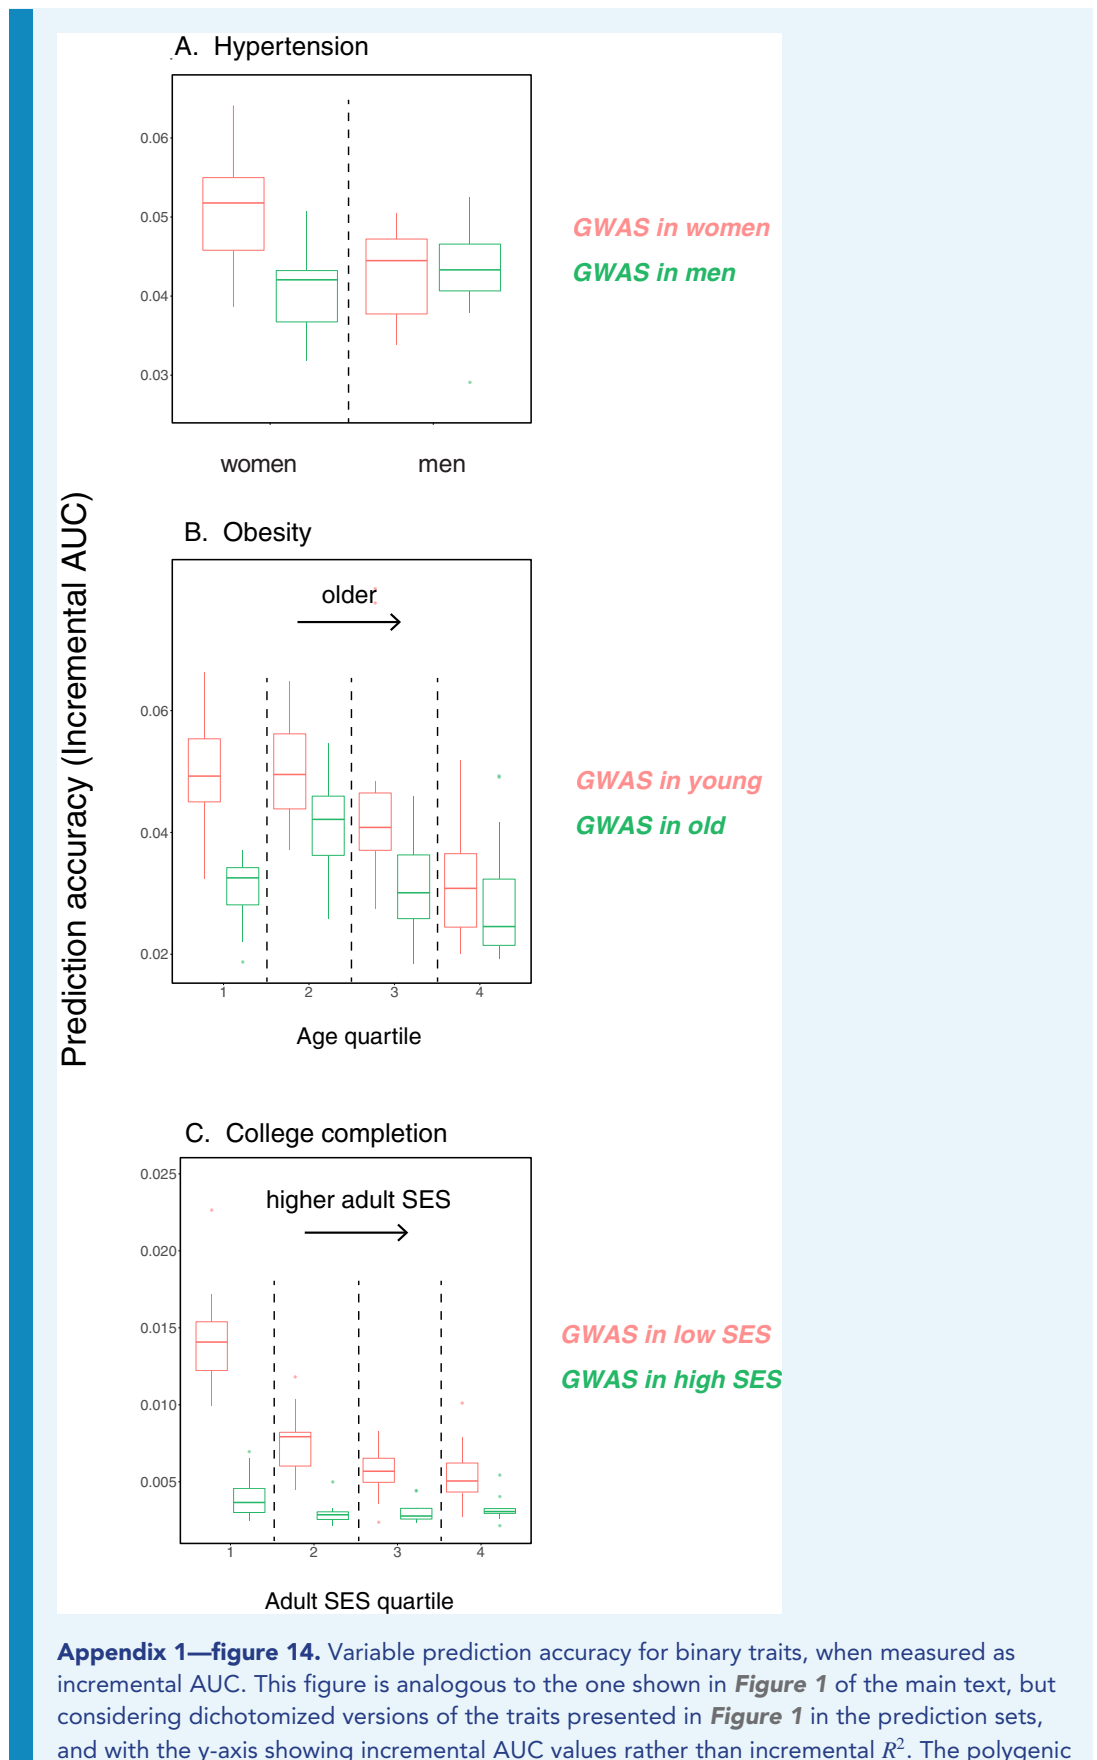 A. Hypertension
0.06
0.05
0.04
0.03
GWAS in women
GWAS in men
women men
Prediction accuracy (Incremental AUC)
B. Obesity
older
0.06
0.04
0.02
GWAS in young
GWAS in old
1 2 3 4
Age quartile
C. College completion
0.025
higher adult SES
0.020
0.015
0.010
0.005
GWAS in low SES
GWAS in high SES
1 2 3 4
Adult SES quartile
Appendix 1—figure 14. Variable prediction accuracy for binary traits, when measured as
incremental AUC. This figure is analogous to the one shown in Figure 1 of the main text, but
considering dichotomized versions of the traits presented in Figure 1 in the prediction sets,
and with the y-axis showing incremental AUC values rather than incremental R². The polygenic